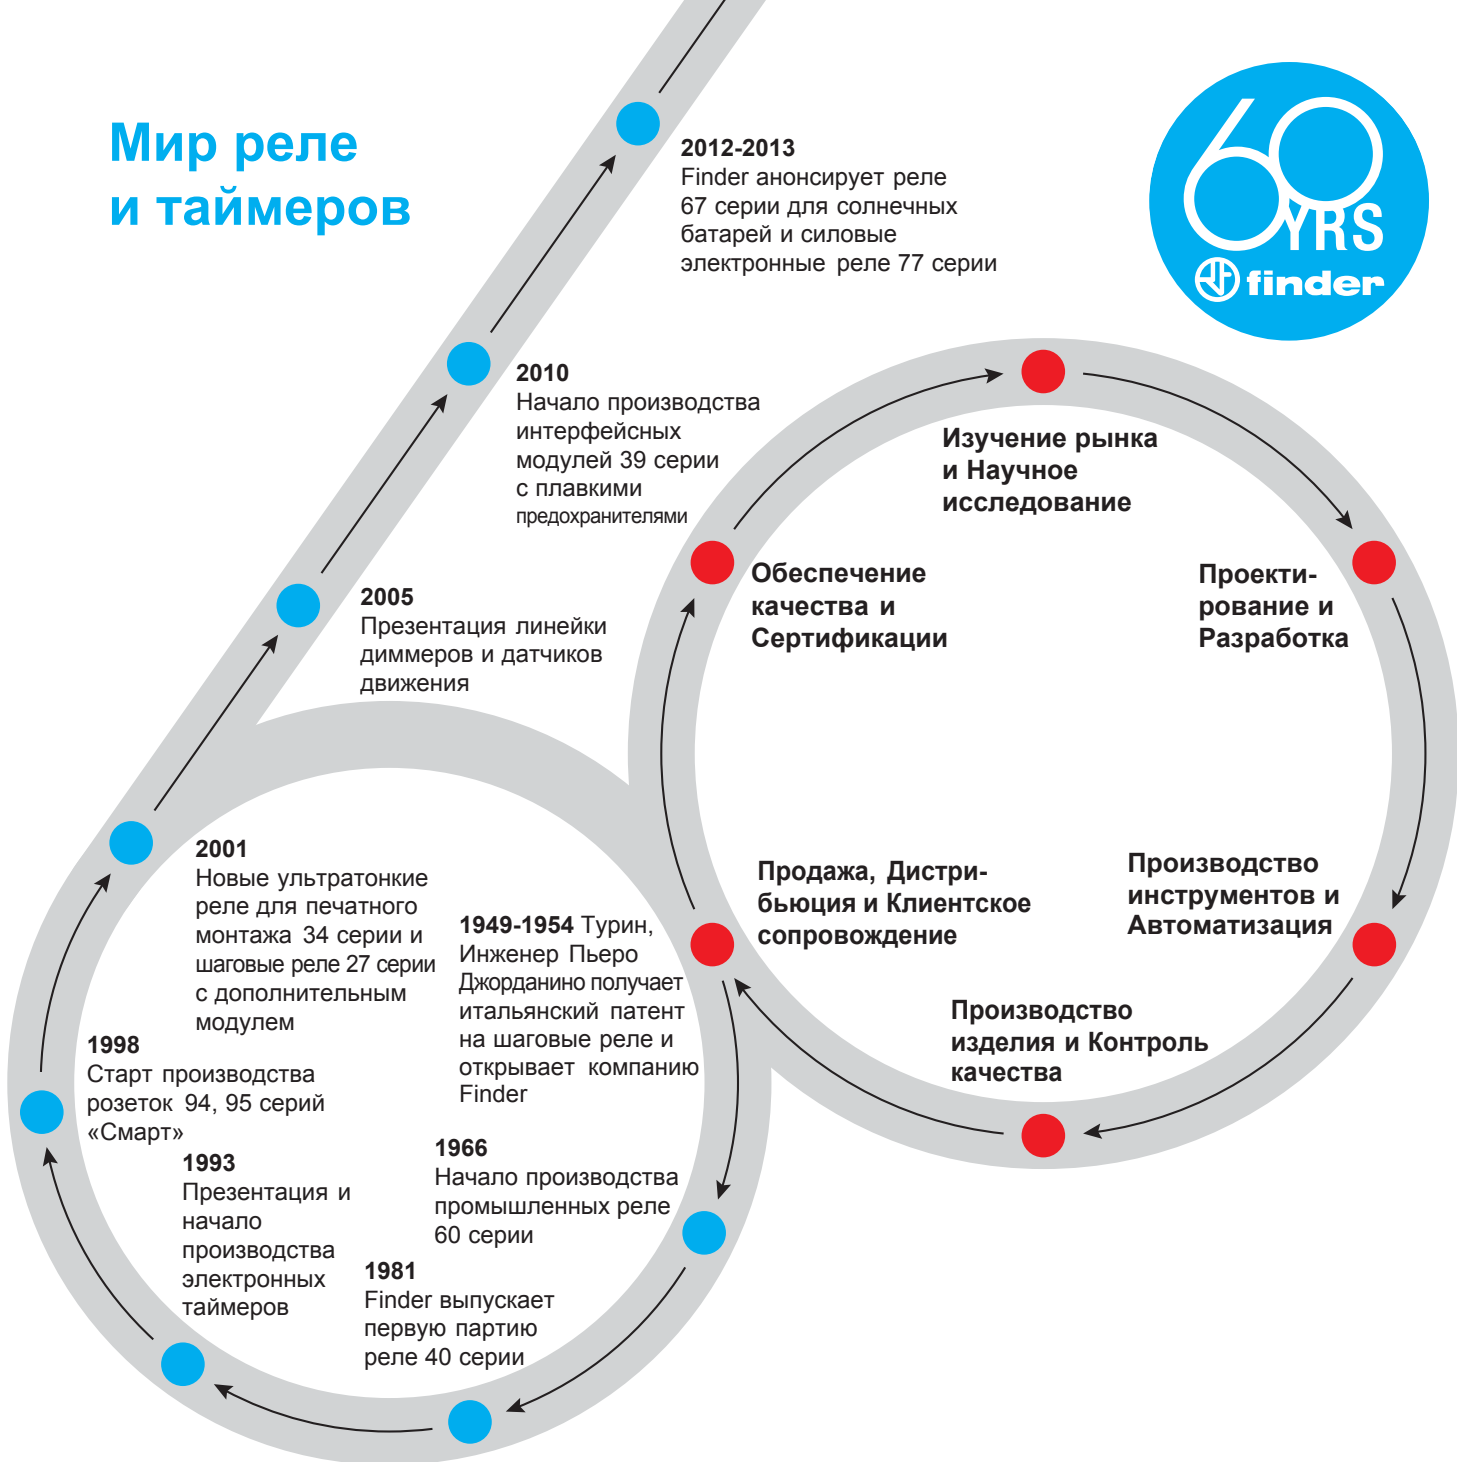 Мир реле
и таймеров
60
YRS
finder
2012-2013
Finder анонсирует реле
67 серии для солнечных
батарей и силовые
электронные реле 77 серии
2010
Начало производства
интерфейсных
модулей 39 серии
с плавкими
предохранителями
2005
Презентация линейки
диммеров и датчиков
движения
2001
Новые ультратонкие
реле для печатного
монтажа 34 серии и
шаговые реле 27 серии
с дополнительным
модулем
1998
Старт производства
розеток 94, 95 серий
«Смарт»
1993
Презентация и
начало
производства
электронных
таймеров
1981
Finder выпускает
первую партию
реле 40 серии
1966
Начало производства
промышленных реле
60 серии
1949-1954 Турин,
Инженер Пьеро
Джорданино получает
итальянский патент
на шаговые реле и
открывает компанию
Finder
Изучение рынка
и Научное
исследование
Проекти-
рование и
Разработка
Производство
инструментов и
Автоматизация
Производство
изделия и Контроль
качества
Продажа, Дистри-
бьюция и Клиентское
сопровождение
Обеспечение
качества и
Сертификации